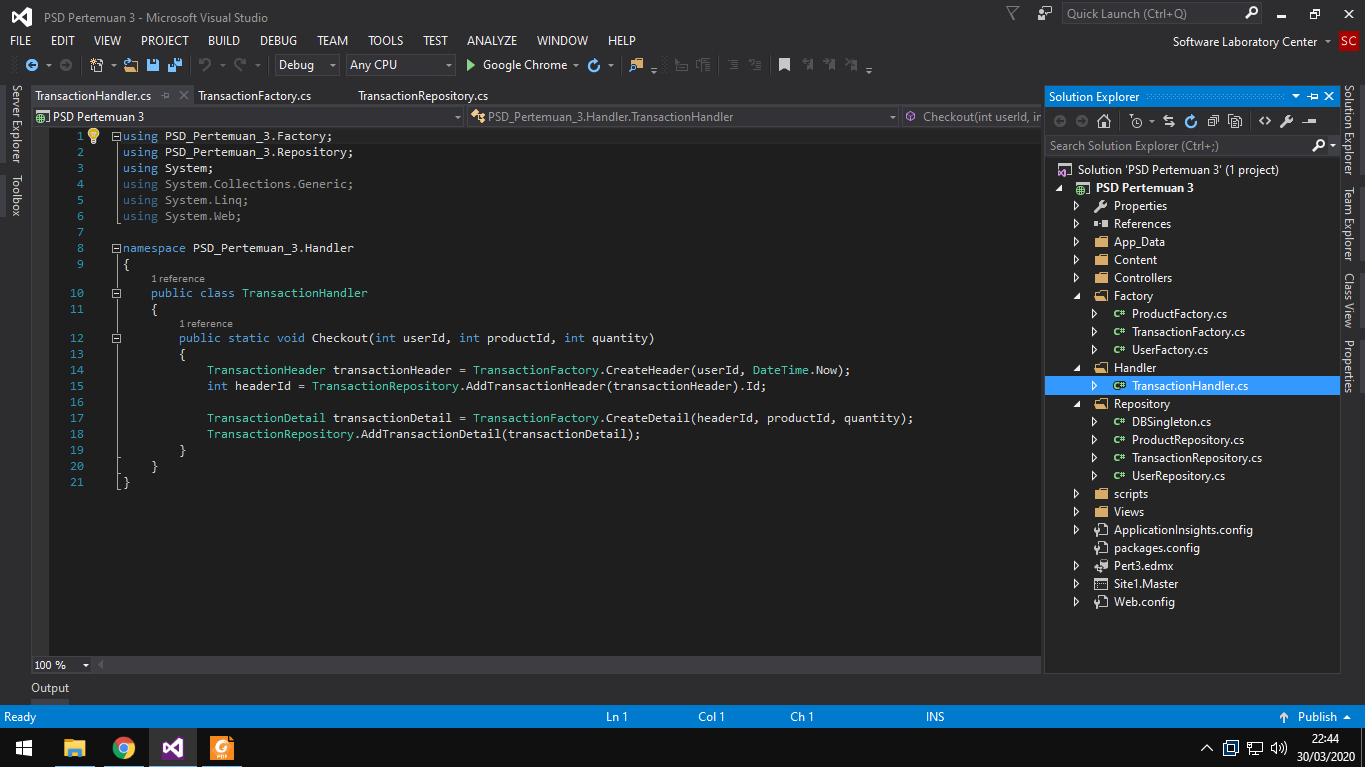 PSD Pertemuan 3 - Microsoft Visual Studio
Quick Launch (Ctrl+Q)
FILE EDIT VIEW PROJECT BUILD DEBUG TEAM TOOLS TEST ANALYZE WINDOW HELP
Software Laboratory Center SC
Debug Any CPU Google Chrome
Server Explorer
Toolbox
TransactionHandler.cs TransactionFactory.cs TransactionRepository.cs
PSD Pertemuan 3 PSD_Pertemuan_3.Handler.TransactionHandler Checkout(int userId, in
1 using PSD_Pertemuan_3.Factory;
2 using PSD_Pertemuan_3.Repository;
3 using System;
4 using System.Collections.Generic;
5 using System.Linq;
6 using System.Web;
7
8 namespace PSD_Pertemuan_3.Handler
9 {
1 reference
10 public class TransactionHandler
11 {
1 reference
12 public static void Checkout(int userId, int productId, int quantity)
13 {
14 TransactionHeader transactionHeader = TransactionFactory.CreateHeader(userId, DateTime.Now);
15 int headerId = TransactionRepository.AddTransactionHeader(transactionHeader).Id;
16
17 TransactionDetail transactionDetail = TransactionFactory.CreateDetail(headerId, productId, quantity);
18 TransactionRepository.AddTransactionDetail(transactionDetail);
19 }
20 }
21 }
100 %
Output
Solution Explorer
Search Solution Explorer (Ctrl+;)
Solution 'PSD Pertemuan 3' (1 project)
PSD Pertemuan 3
Properties
References
App_Data
Content
Controllers
Factory
C# ProductFactory.cs
C# TransactionFactory.cs
C# UserFactory.cs
Handler
C# TransactionHandler.cs
Repository
C# DBSingleton.cs
C# ProductRepository.cs
C# TransactionRepository.cs
C# UserRepository.cs
scripts
Views
ApplicationInsights.config
packages.config
Pert3.edmx
Site1.Master
Web.config
Solution Explorer
Team Explorer
Class View
Properties
Ready Ln 1 Col 1 Ch 1 INS Publish
PDF
22:44
30/03/2020